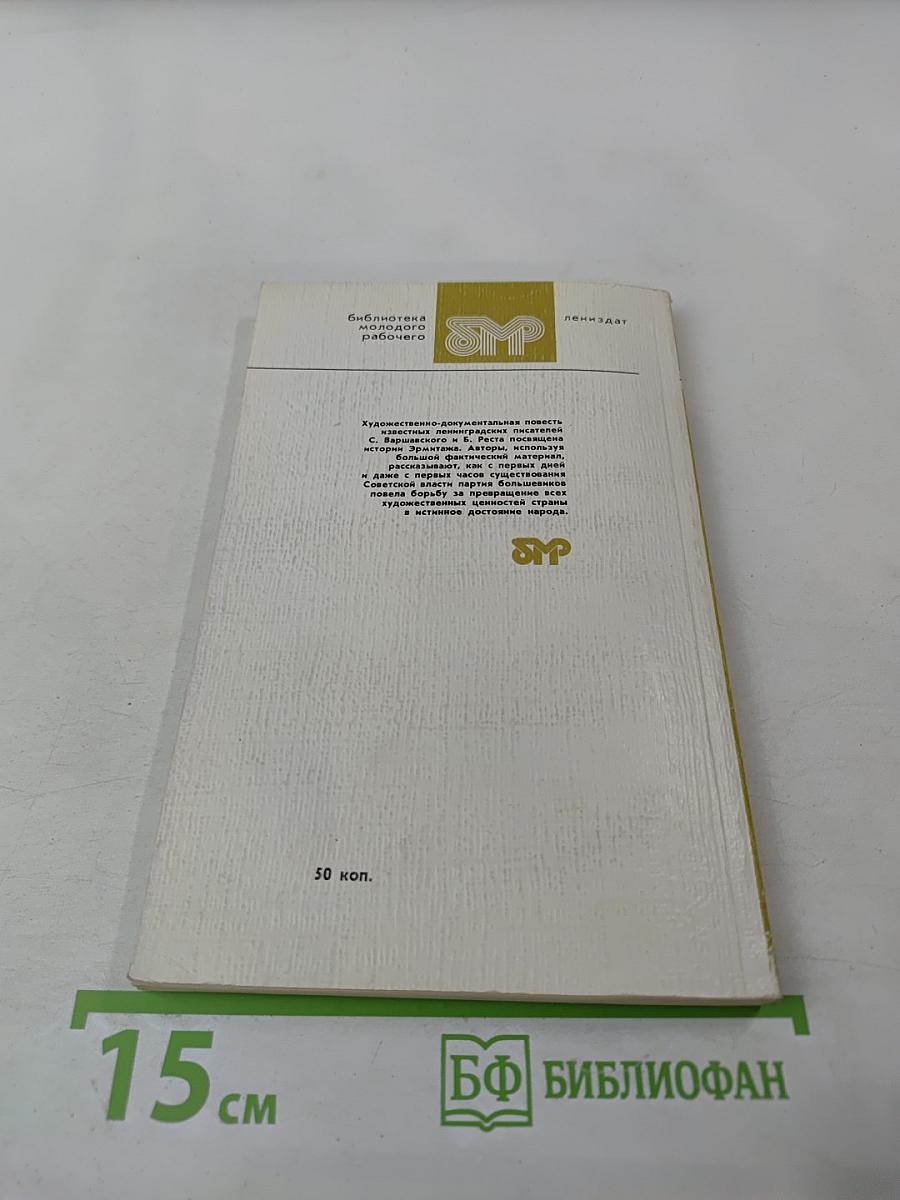 библиотека
молодого
рабочего
бмр
лениздат
Художественно-документальная повесть
известных ленинградских писателей
С. Варшавского и Б. Реста посвящена
истории Эрмитажа. Авторы, используя
большой фактический материал,
рассказывают, как с первых дней
и даже с первых часов существования
Советской власти партия большевиков
повела борьбу за превращение всех
художественных ценностей страны
в истинное достояние народа.
бмр
50 коп.
15 см
БФ БИБЛИОФАН